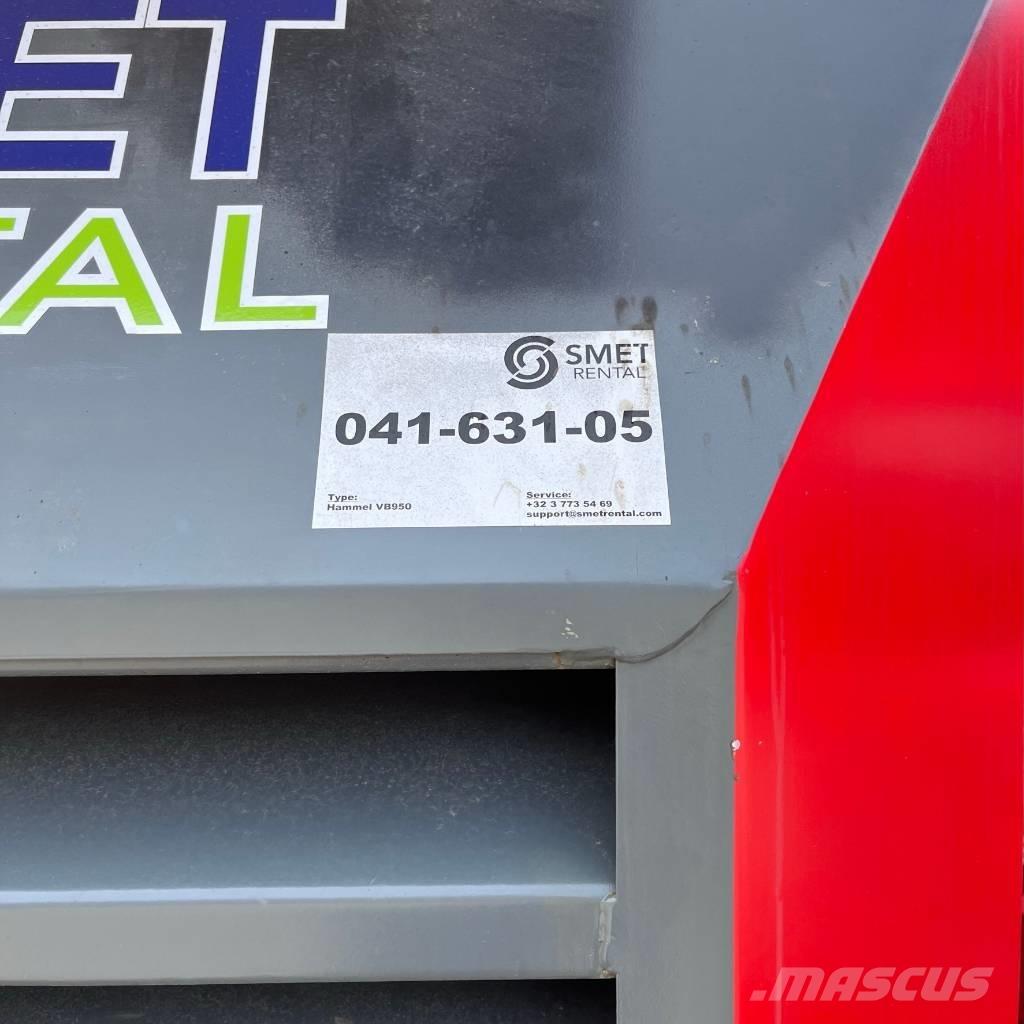 ET
TAL
SMET
RENTAL
041-631-05
Type:
Hammel VB950
Service:
+32 3 773 54 69
support@smetrental.com
.MASCUS